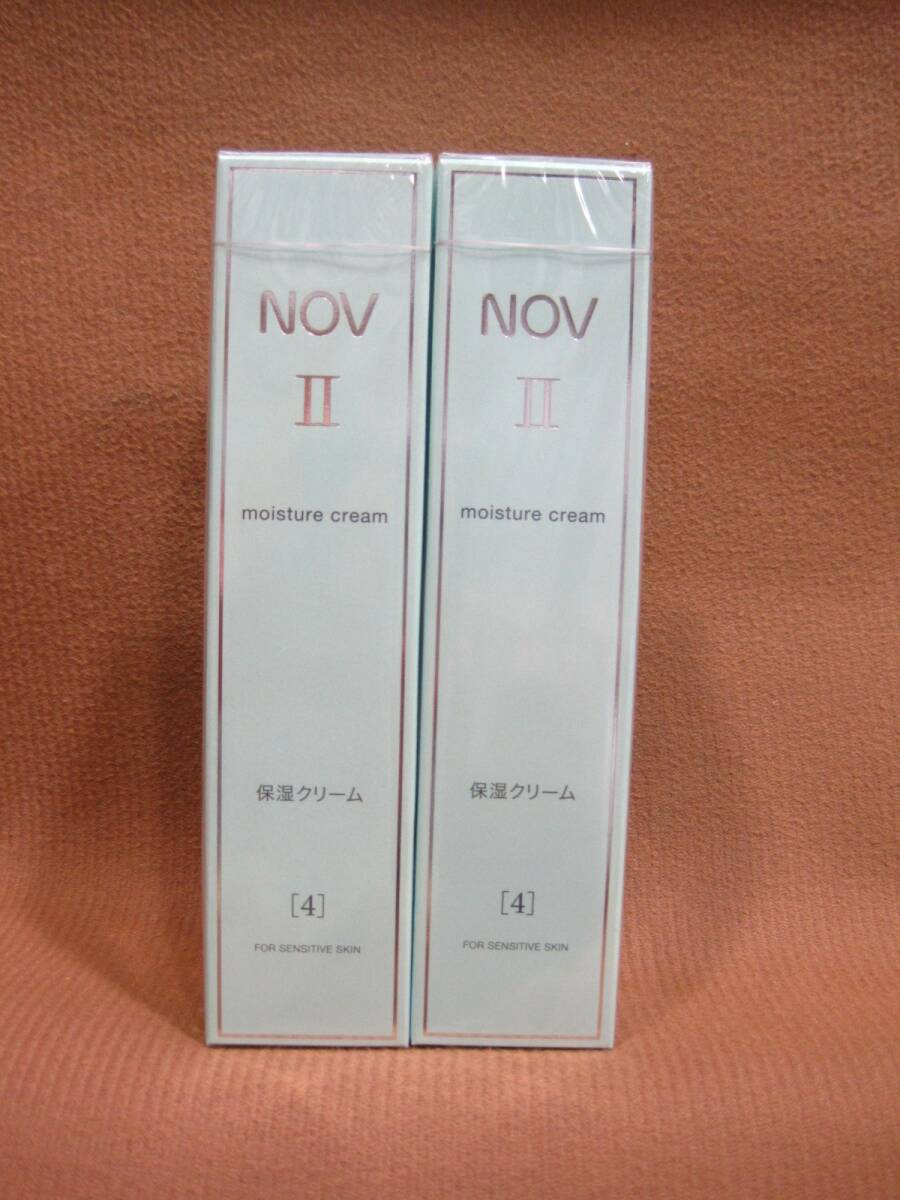 NOV
II
moisture cream
保湿クリーム
[4]
FOR SENSITIVE SKIN
NOV
II
moisture cream
保湿クリーム
[4]
FOR SENSITIVE SKIN